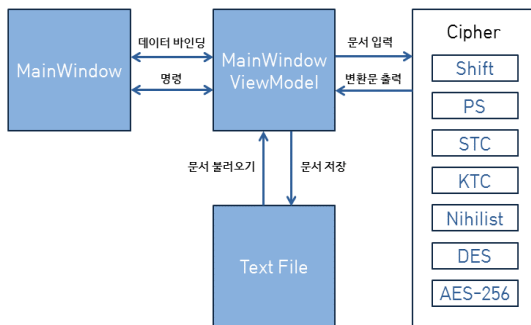 MainWindow
데이터 바인딩
명령
MainWindow
ViewModel
문서 입력
변환문 출력
문서 불러오기
문서 저장
Text File
Cipher
Shift
PS
STC
KTC
Nihilist
DES
AES-256